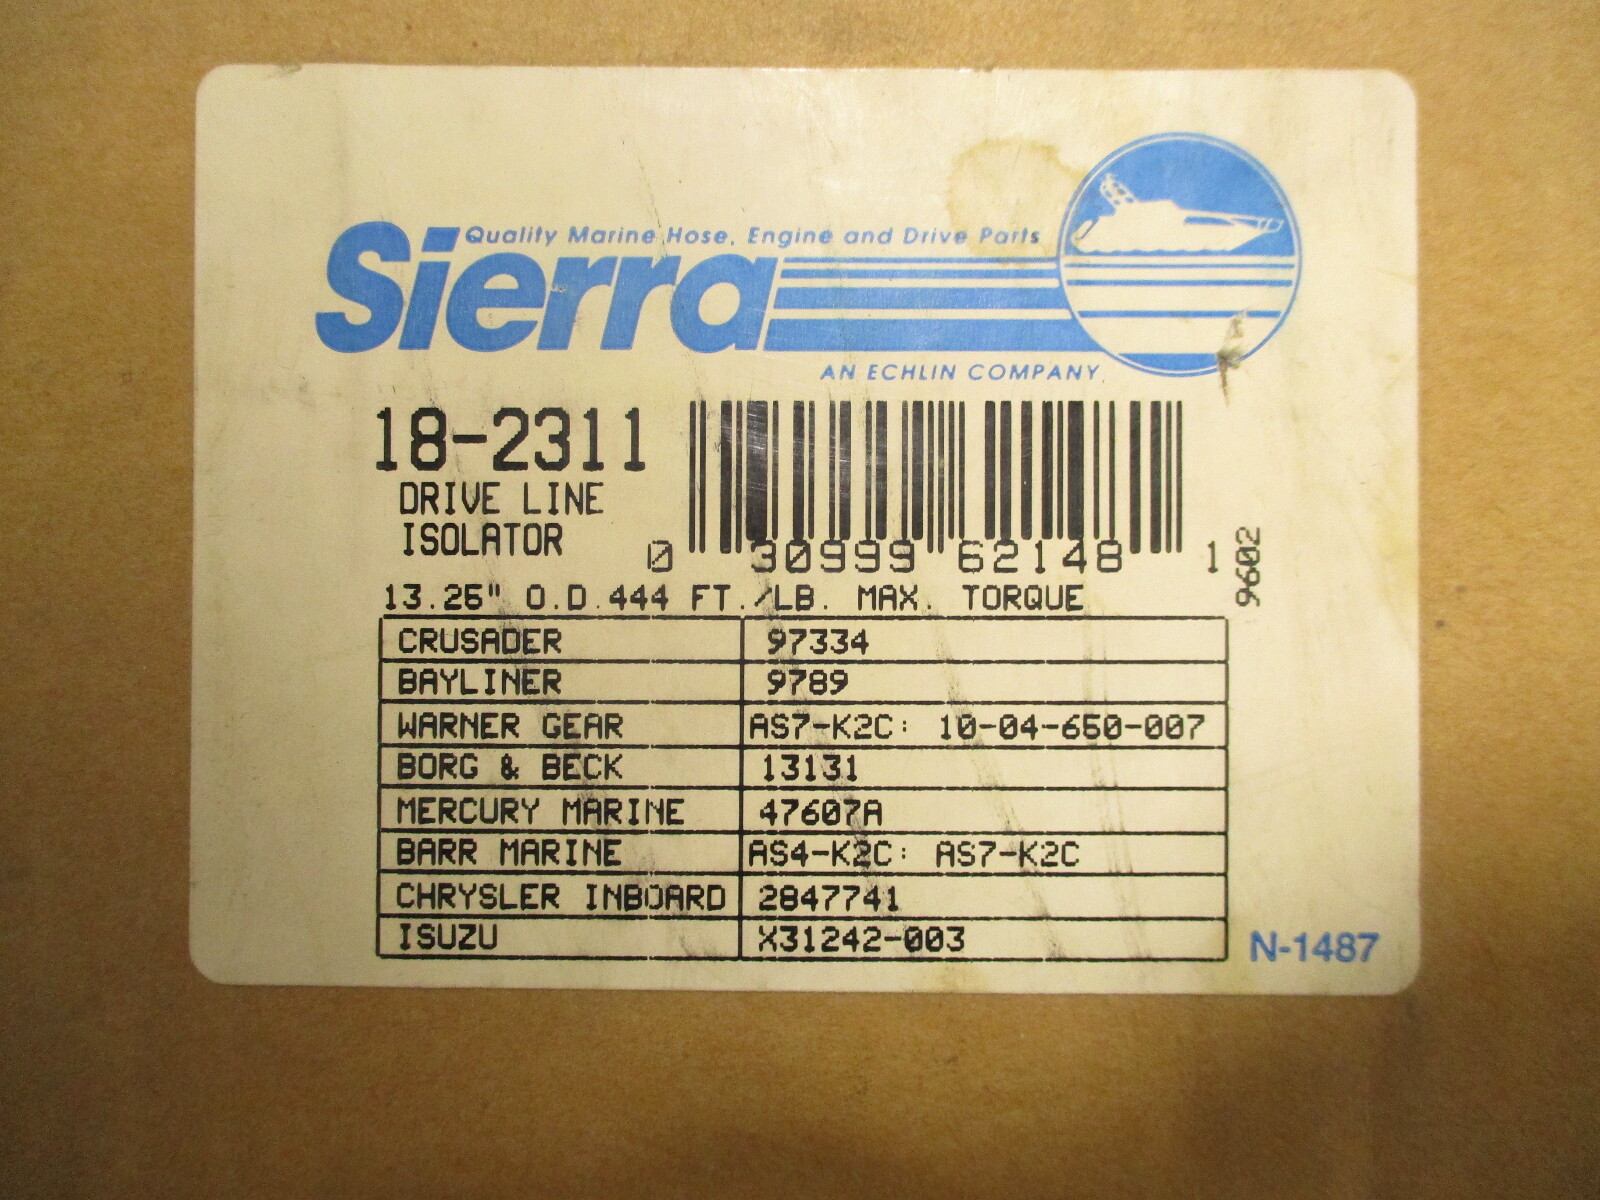 Quality Marine Hose, Engine and Drive Parts
Sierra
AN ECHLIN COMPANY
18-2311
DRIVE LINE
ISOLATOR
0 30999 62148 1
9602
13.25" O.D. 444 FT./LB. MAX. TORQUE
CRUSADER 97334
BAYLINER 9789
WARNER GEAR AS7-K2C: 10-04-650-007
BORG & BECK 13131
MERCURY MARINE 47607A
BARR MARINE AS4-K2C: AS7-K2C
CHRYSLER INBOARD 2847741
ISUZU X31242-003
N-1487